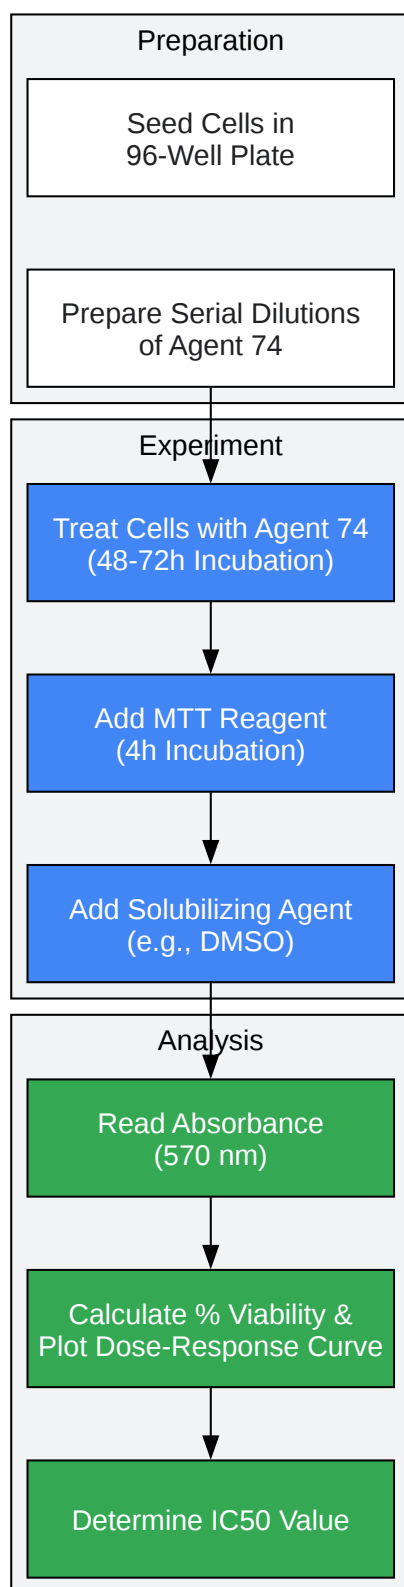 Preparation
Seed Cells in
96-Well Plate
Prepare Serial Dilutions
of Agent 74
Experiment
Treat Cells with Agent 74
(48-72h Incubation)
Add MTT Reagent
(4h Incubation)
Add Solubilizing Agent
(e.g., DMSO)
Analysis
Read Absorbance
(570 nm)
Calculate % Viability &
Plot Dose-Response Curve
Determine IC50 Value